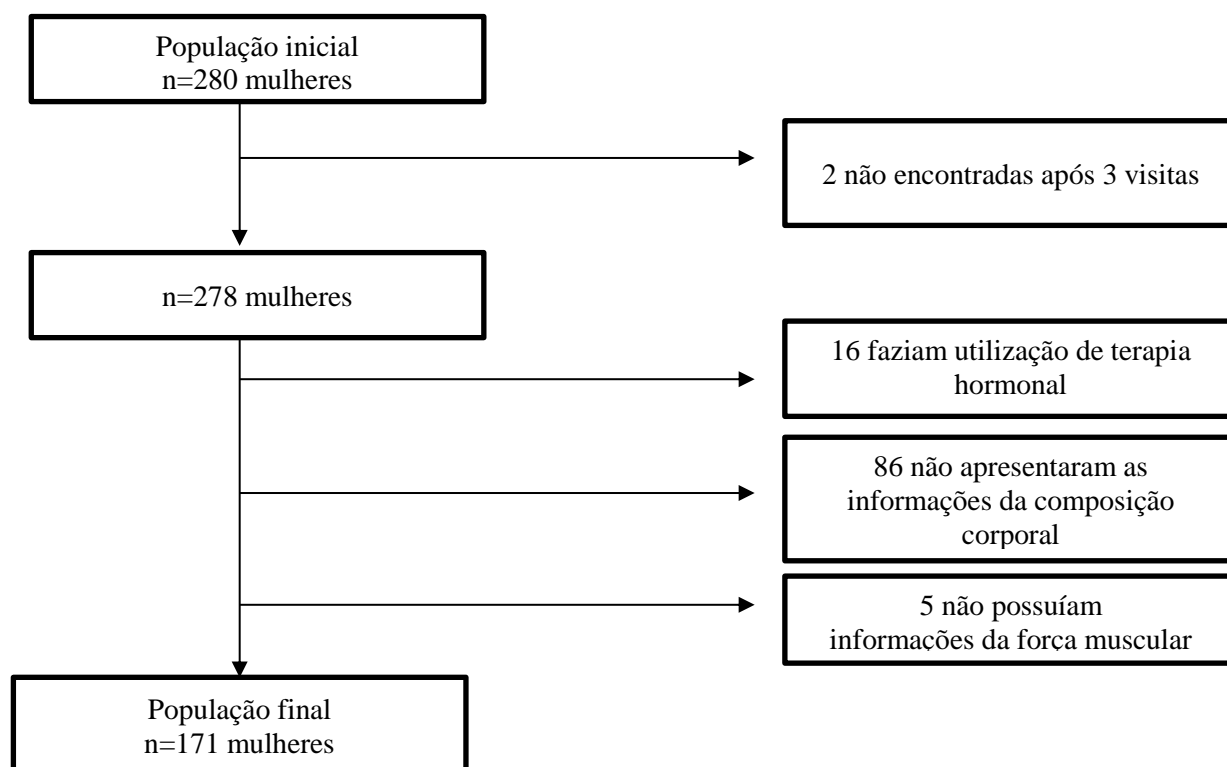 População inicial
n=280 mulheres
2 não encontradas após 3 visitas
n=278 mulheres
16 faziam utilização de terapia
hormonal
86 não apresentaram as
informações da composição
corporal
5 não possuíam
informações da força muscular
População final
n=171 mulheres